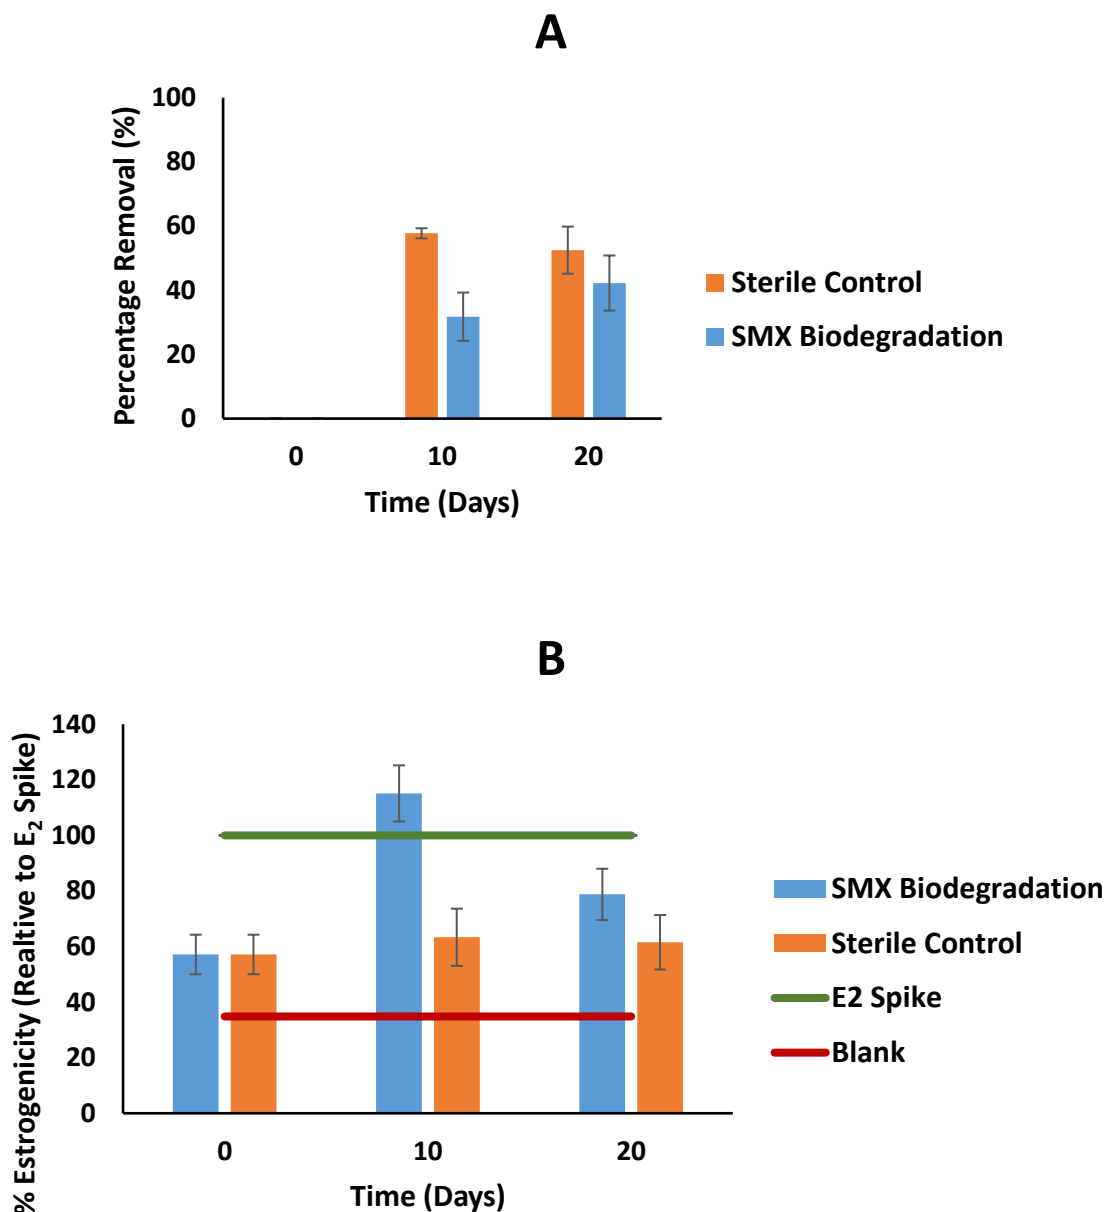 A
Percentage Removal (%)
100
80
60
40
20
0
0 10 20
Time (Days)
Sterile Control
SMX Biodegradation
B
% Estrogenicity (Realtive to E₂ Spike)
140
120
100
80
60
40
20
0
0 10 20
Time (Days)
SMX Biodegradation
Sterile Control
E2 Spike
Blank